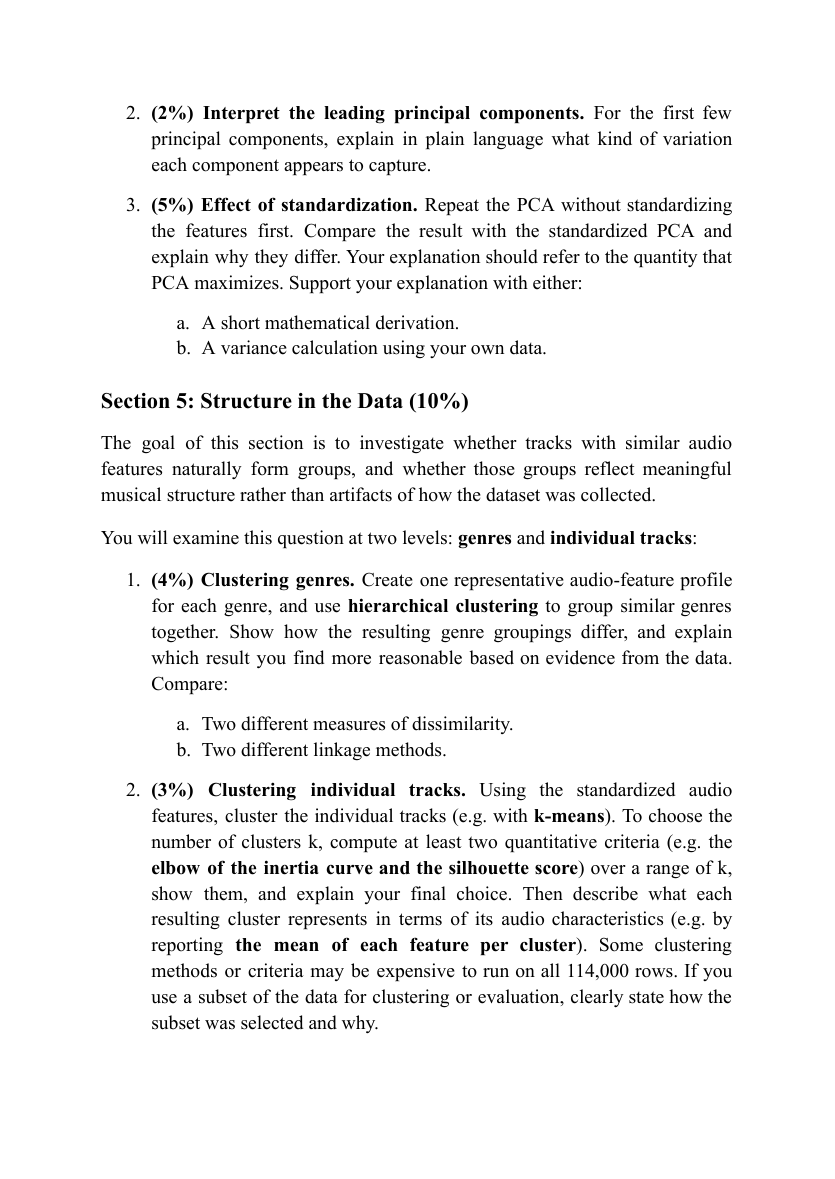 2. (2%) Interpret the leading principal components. For the first few
principal components, explain in plain language what kind of variation
each component appears to capture.
3. (5%) Effect of standardization. Repeat the PCA without standardizing
the features first. Compare the result with the standardized PCA and
explain why they differ. Your explanation should refer to the quantity that
PCA maximizes. Support your explanation with either:
a. A short mathematical derivation.
b. A variance calculation using your own data.
Section 5: Structure in the Data (10%)
The goal of this section is to investigate whether tracks with similar audio
features naturally form groups, and whether those groups reflect meaningful
musical structure rather than artifacts of how the dataset was collected.
You will examine this question at two levels: genres and individual tracks:
1. (4%) Clustering genres. Create one representative audio-feature profile
for each genre, and use hierarchical clustering to group similar genres
together. Show how the resulting genre groupings differ, and explain
which result you find more reasonable based on evidence from the data.
Compare:
a. Two different measures of dissimilarity.
b. Two different linkage methods.
2. (3%) Clustering individual tracks. Using the standardized audio
features, cluster the individual tracks (e.g. with k-means). To choose the
number of clusters k, compute at least two quantitative criteria (e.g. the
elbow of the inertia curve and the silhouette score) over a range of k,
show them, and explain your final choice. Then describe what each
resulting cluster represents in terms of its audio characteristics (e.g. by
reporting the mean of each feature per cluster). Some clustering
methods or criteria may be expensive to run on all 114,000 rows. If you
use a subset of the data for clustering or evaluation, clearly state how the
subset was selected and why.